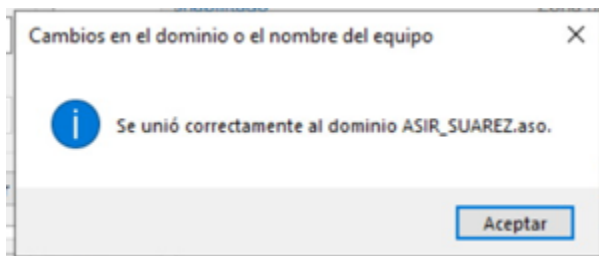 Cambios en el dominio o el nombre del equipo
Se unió correctamente al dominio ASIR_SUAREZ.aso.
Aceptar